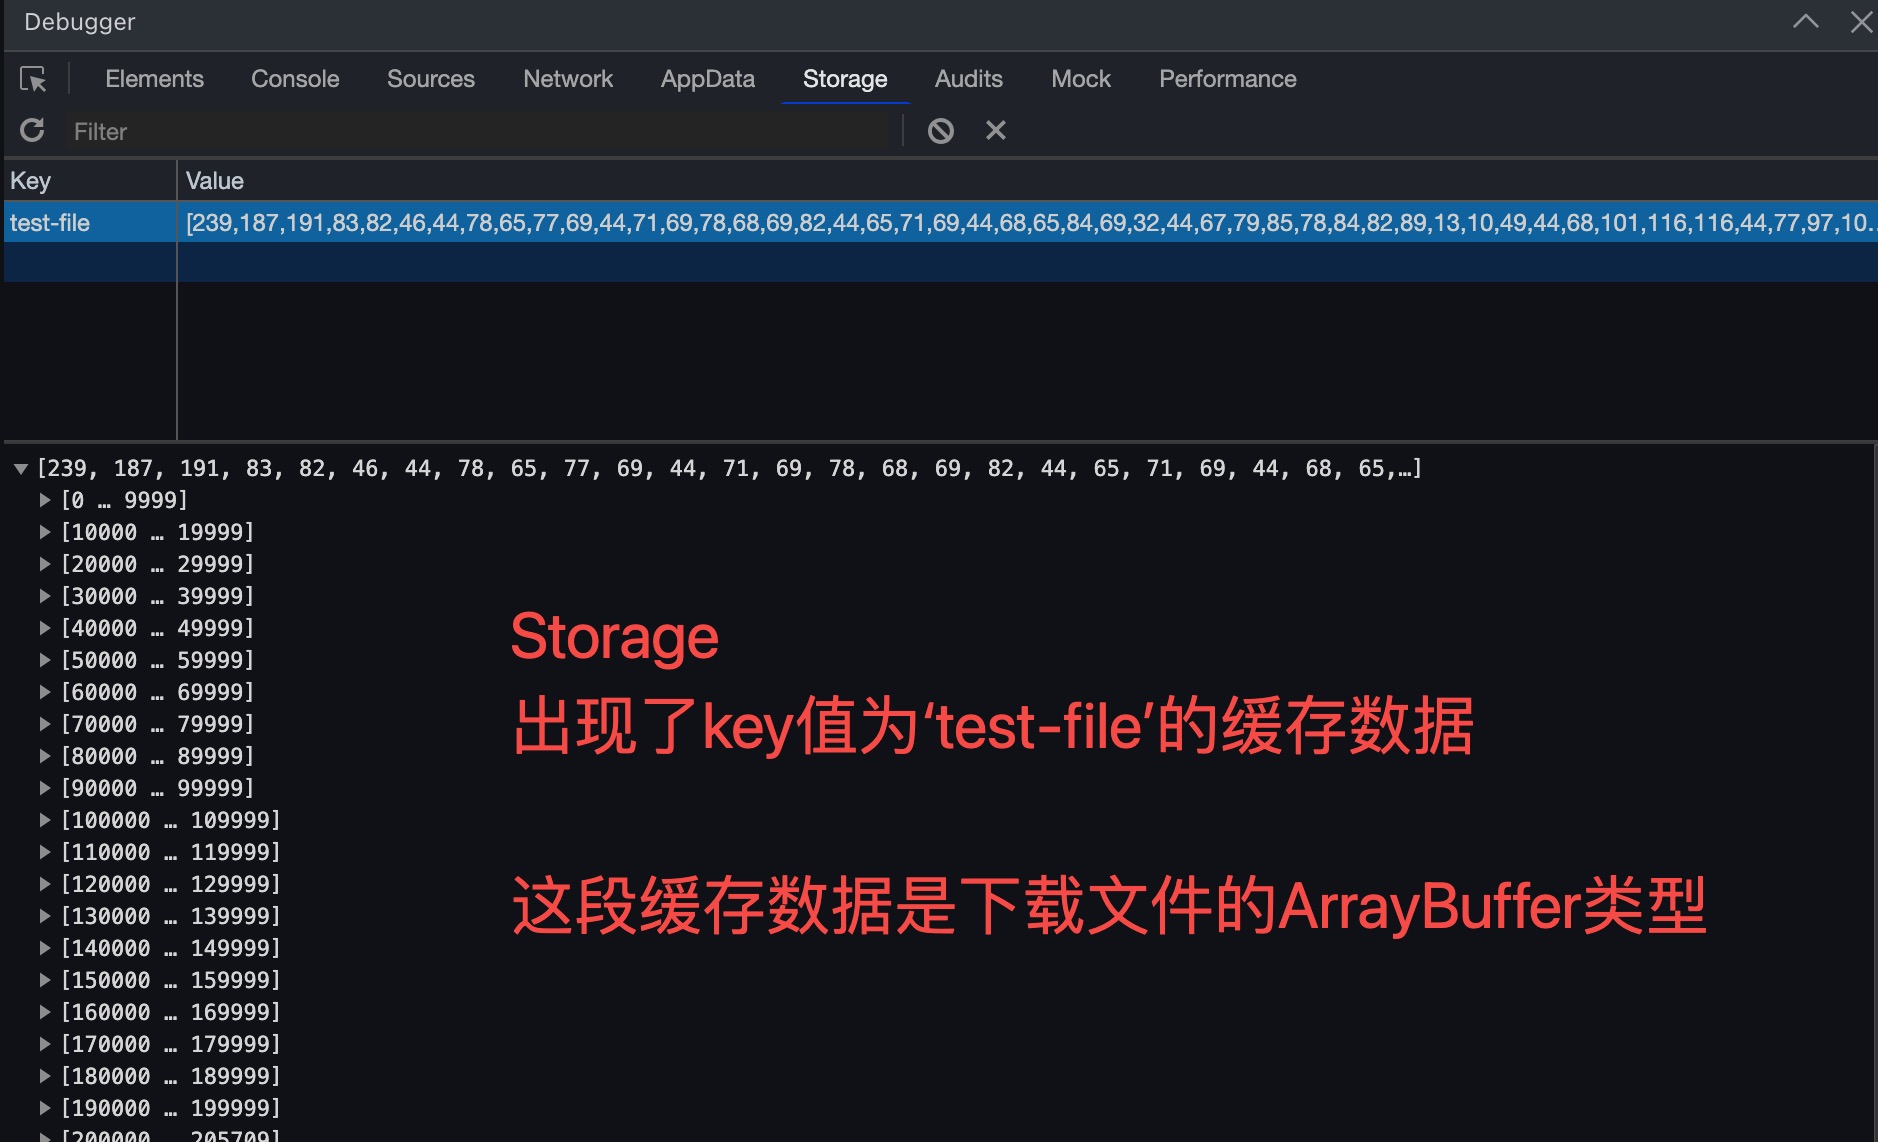 Debugger
Elements Console Sources Network AppData Storage Audits Mock Performance
Filter
Key Value
test-file [239,187,191,83,82,46,44,78,65,77,69,44,71,69,78,68,69,82,44,65,71,69,44,68,65,84,69,32,44,67,79,85,78,84,82,89,13,10,49,44,68,101,116,116,44,77,97,10...
[239, 187, 191, 83, 82, 46, 44, 78, 65, 77, 69, 44, 71, 69, 78, 68, 69, 82, 44, 65, 71, 69, 44, 68, 65,…]
[0 … 9999]
[10000 … 19999]
[20000 … 29999]
[30000 … 39999]
[40000 … 49999]
[50000 … 59999]
[60000 … 69999]
[70000 … 79999]
[80000 … 89999]
[90000 … 99999]
[100000 … 109999]
[110000 … 119999]
[120000 … 129999]
[130000 … 139999]
[140000 … 149999]
[150000 … 159999]
[160000 … 169999]
[170000 … 179999]
[180000 … 189999]
[190000 … 199999]
[200000 … 205709]
Storage
出现了key值为‘test-file’的缓存数据
这段缓存数据是下载文件的ArrayBuffer类型